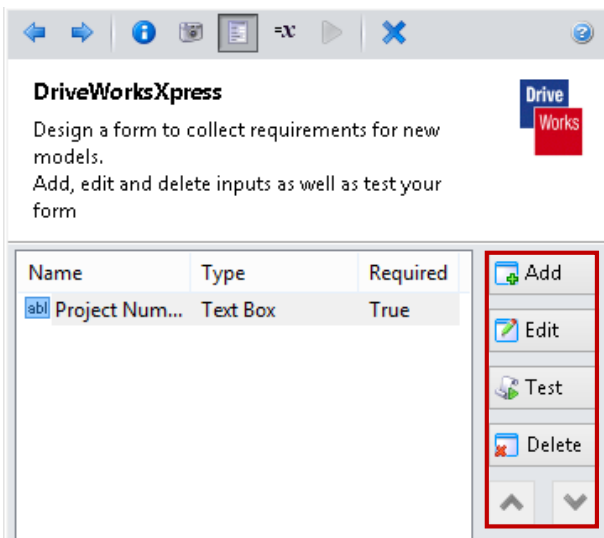 =x
?
DriveWorksXpress
Drive
Works
Design a form to collect requirements for new
models.
Add, edit and delete inputs as well as test your
form
Name Type Required
abl Project Num... Text Box True
Add
Edit
Test
Delete